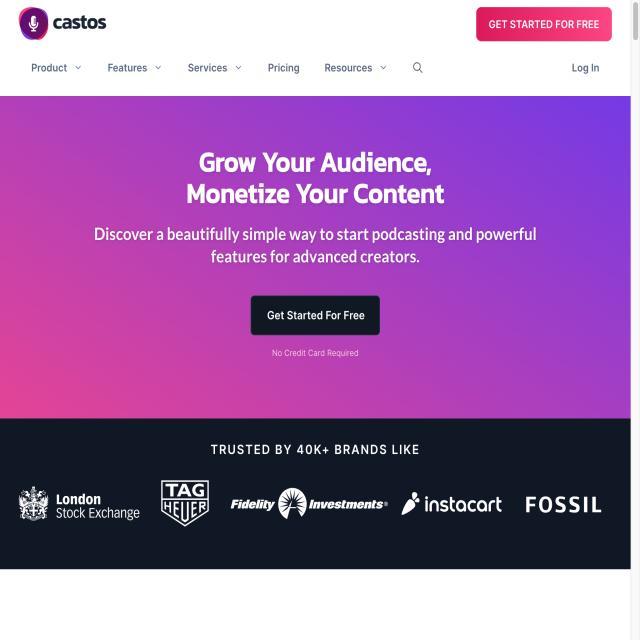 castos
GET STARTED FOR FREE
Product
Features
Services
Pricing
Resources
Log In
Grow Your Audience,
Monetize Your Content
Discover a beautifully simple way to start podcasting and powerful
features for advanced creators.
Get Started For Free
No Credit Card Required
TRUSTED BY 40K+ BRANDS LIKE
London
Stock Exchange
TAG
HEUER
Fidelity Investments®
instacart
FOSSIL